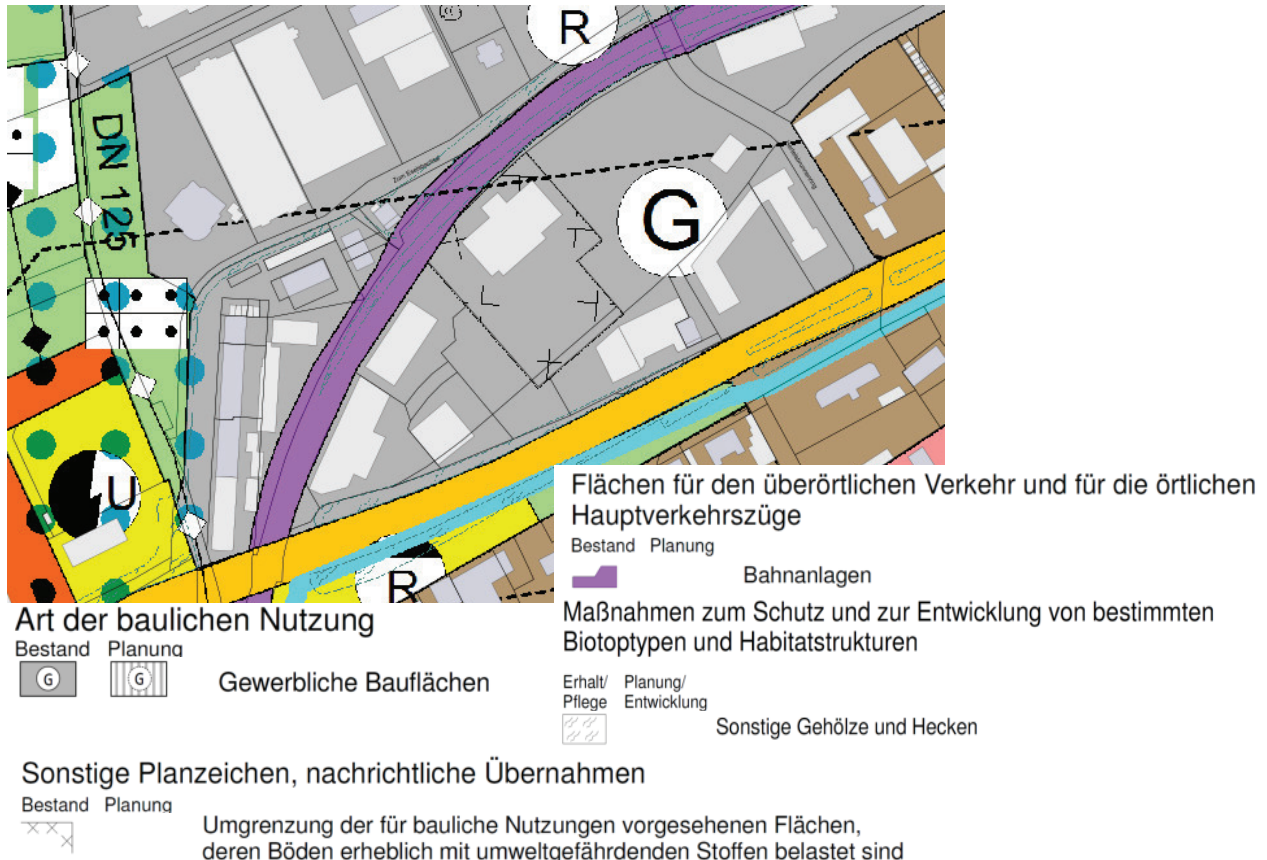 R
DN 125
Zum Exerzierplatz
G
U
R
Flächen für den überörtlichen Verkehr und für die örtlichen
Hauptverkehrszüge
Bestand Planung
Bahnanlagen
Maßnahmen zum Schutz und zur Entwicklung von bestimmten
Biotoptypen und Habitatstrukturen
Erhalt/ Planung/
Pflege Entwicklung
Sonstige Gehölze und Hecken
Art der baulichen Nutzung
Bestand Planung
G G Gewerbliche Bauflächen
Sonstige Planzeichen, nachrichtliche Übernahmen
Bestand Planung
Umgrenzung der für bauliche Nutzungen vorgesehenen Flächen,
deren Böden erheblich mit umweltgefährdenden Stoffen belastet sind